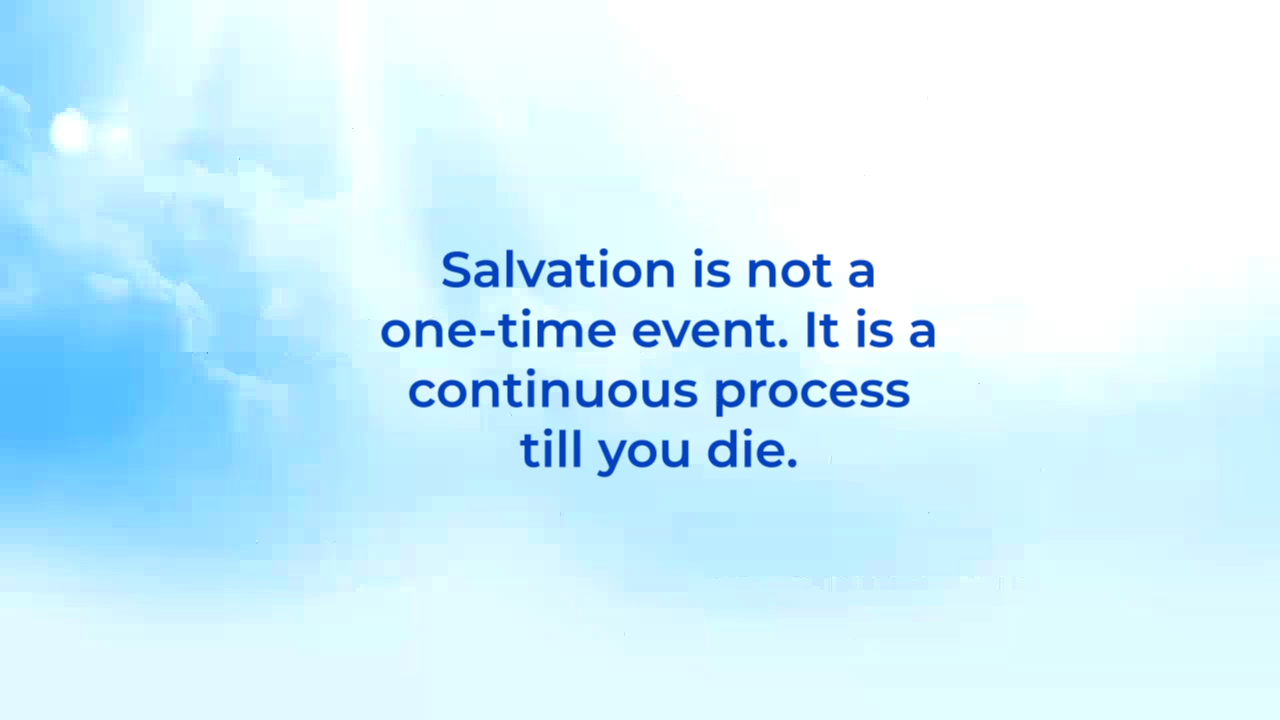 Salvation is not a
one-time event. It is a
continuous process
till you die.